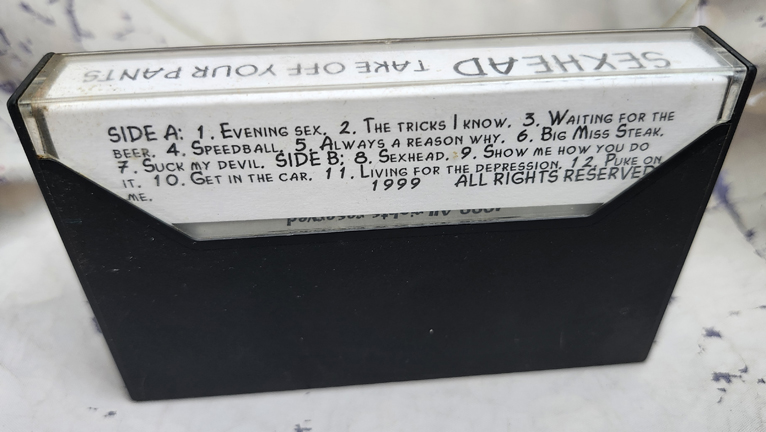 SEXHEAD TAKE OFF YOUR PANTS
SIDE A: 1. EVENING SEX. 2. THE TRICKS I KNOW. 3. WAITING FOR THE
BEER. 4. SPEEDBALL. 5. ALWAYS A REASON WHY. 6. BIG MISS STEAK.
7. SUCK MY DEVIL. SIDE B: 8. SEXHEAD. 9. SHOW ME HOW YOU DO
IT. 10. GET IN THE CAR. 11. LIVING FOR THE DEPRESSION. 12. PUKE ON
ME. 1999 ALL RIGHTS RESERVED
All rights reserved